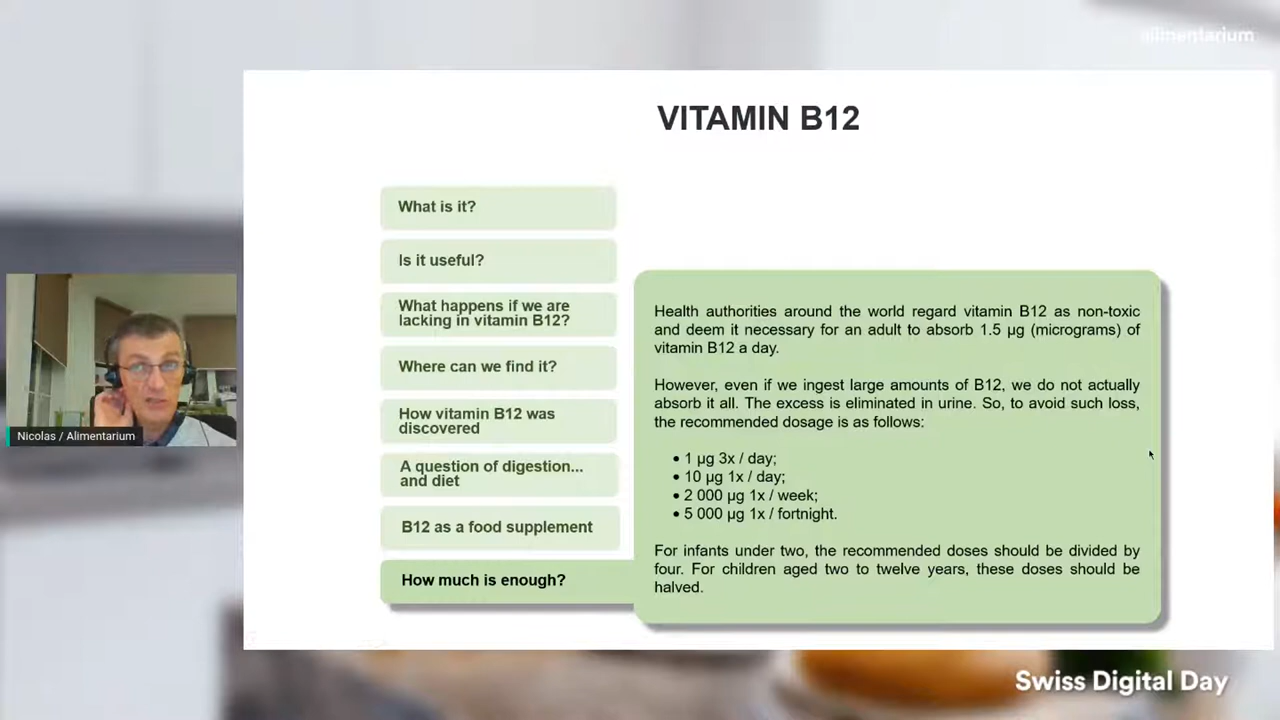 alimentarium
VITAMIN B12
What is it?
Is it useful?
What happens if we are
lacking in vitamin B12?
Where can we find it?
How vitamin B12 was
discovered
A question of digestion...
and diet
B12 as a food supplement
How much is enough?
Health authorities around the world regard vitamin B12 as non-toxic
and deem it necessary for an adult to absorb 1.5 µg (micrograms) of
vitamin B12 a day.
However, even if we ingest large amounts of B12, we do not actually
absorb it all. The excess is eliminated in urine. So, to avoid such loss,
the recommended dosage is as follows:
• 1 µg 3x / day;
• 10 µg 1x / day;
• 2 000 µg 1x / week;
• 5 000 µg 1x / fortnight.
For infants under two, the recommended doses should be divided by
four. For children aged two to twelve years, these doses should be
halved.
Nicolas / Alimentarium
Swiss Digital Day